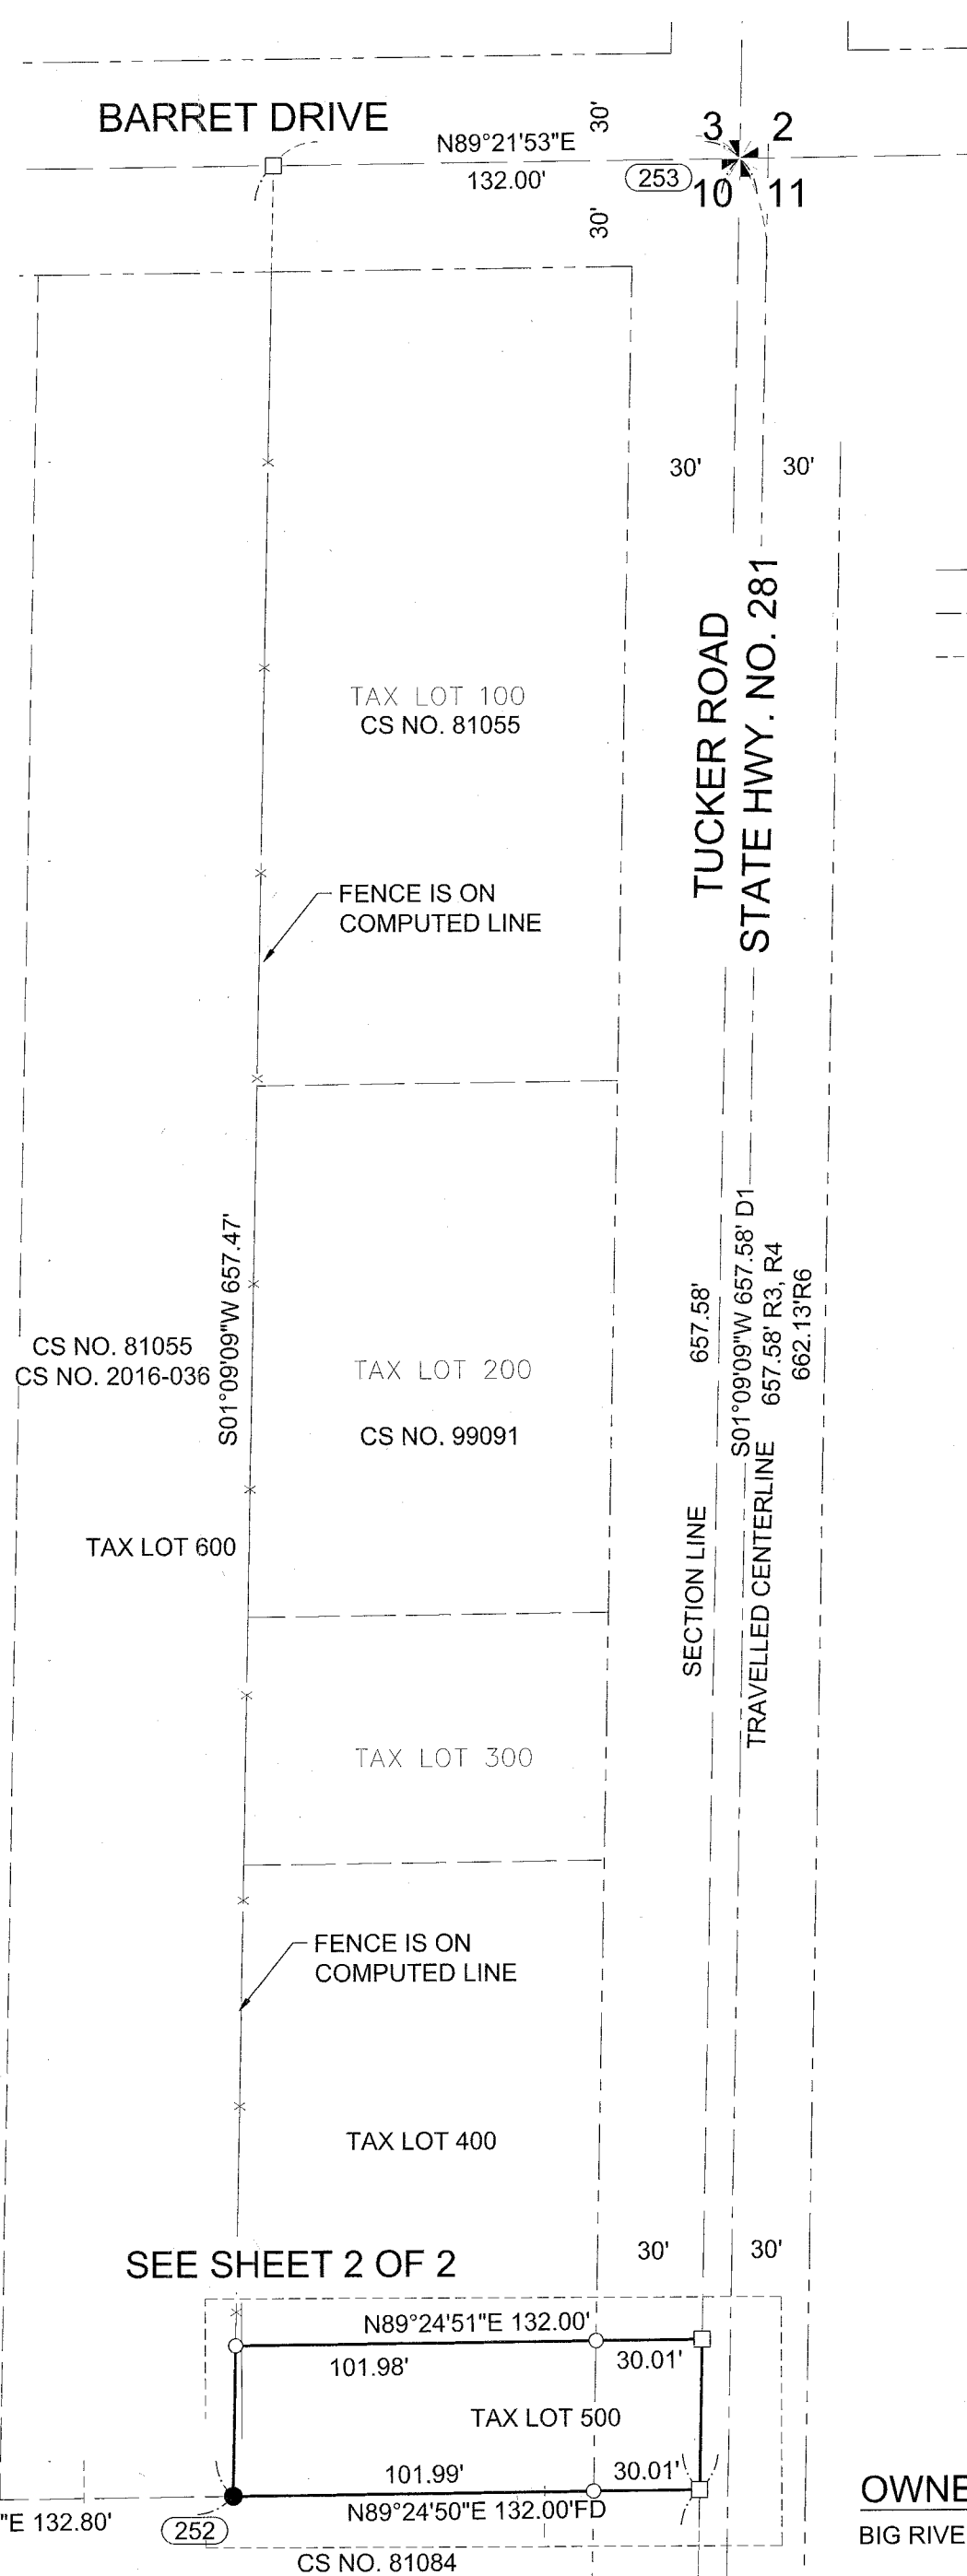 BARRET DRIVE
N89°21'53"E
132.00'
30'
30'
253
3
2
10
11
30'
30'
TUCKER ROAD
STATE HWY. NO. 281
TAX LOT 100
CS NO. 81055
FENCE IS ON
COMPUTED LINE
S01°09'09"W 657.47'
CS NO. 81055
CS NO. 2016-036
TAX LOT 200
CS NO. 99091
657.58'
S01°09'09"W 657.58' D1
657.58' R3, R4
662.13'R6
TAX LOT 600
SECTION LINE
TRAVELLED CENTERLINE
TAX LOT 300
FENCE IS ON
COMPUTED LINE
TAX LOT 400
SEE SHEET 2 OF 2
30'
30'
N89°24'51"E 132.00'
101.98'
30.01'
TAX LOT 500
101.99'
30.01'
N89°24'50"E 132.00'FD
"E 132.80'
252
CS NO. 81084
OWNE
BIG RIVE